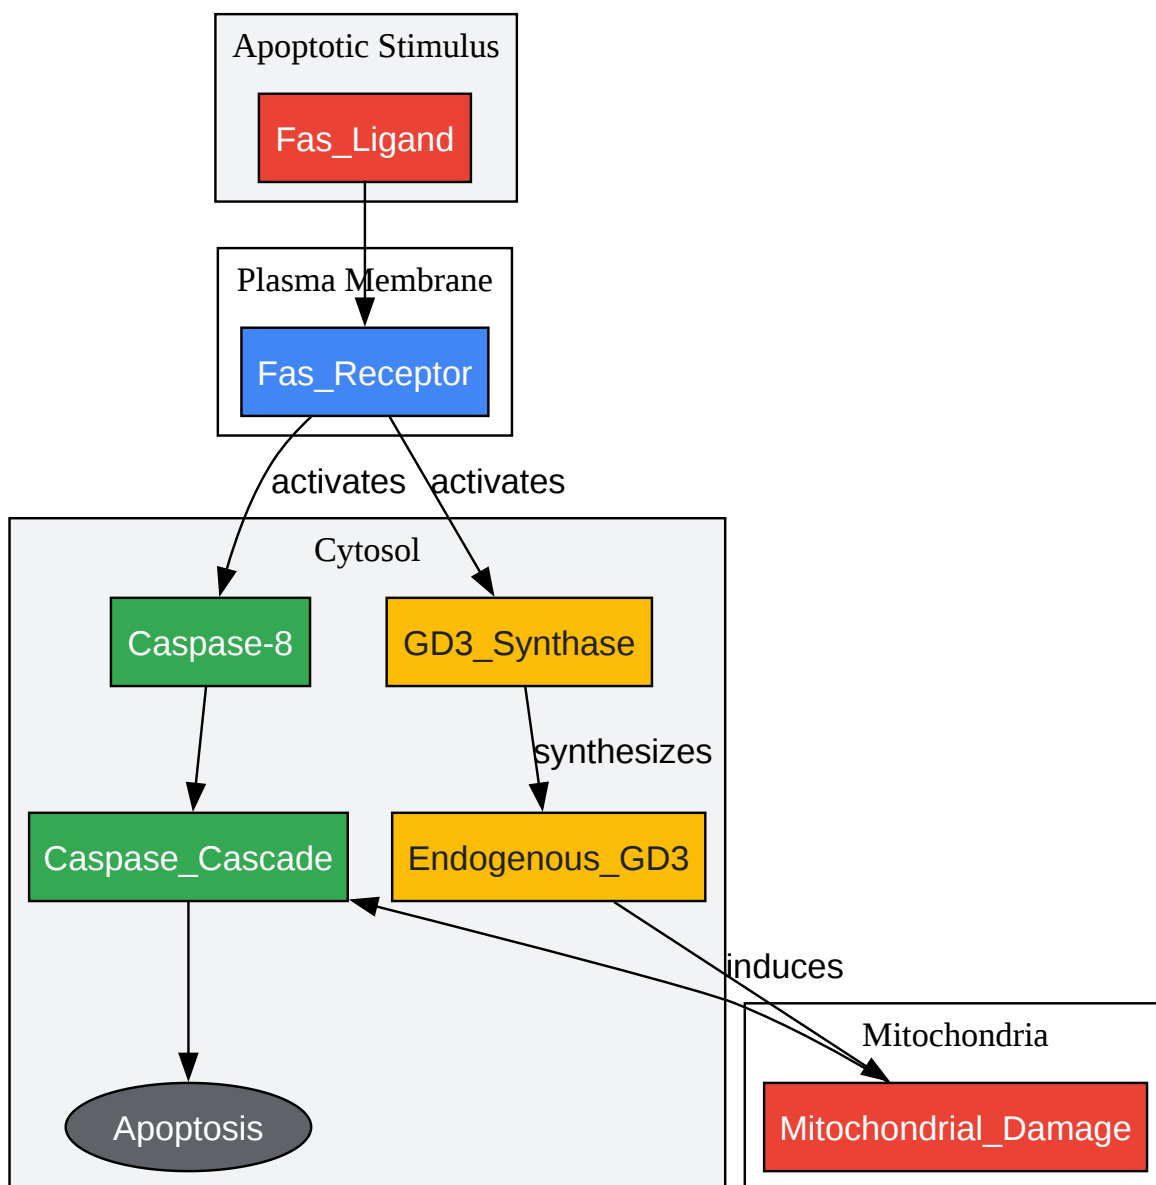 Apoptotic Stimulus
Fas_Ligand
Plasma Membrane
Fas_Receptor
activates
activates
Cytosol
Caspase-8
GD3_Synthase
synthesizes
Caspase_Cascade
Endogenous_GD3
induces
Mitochondria
Apoptosis
Mitochondrial_Damage